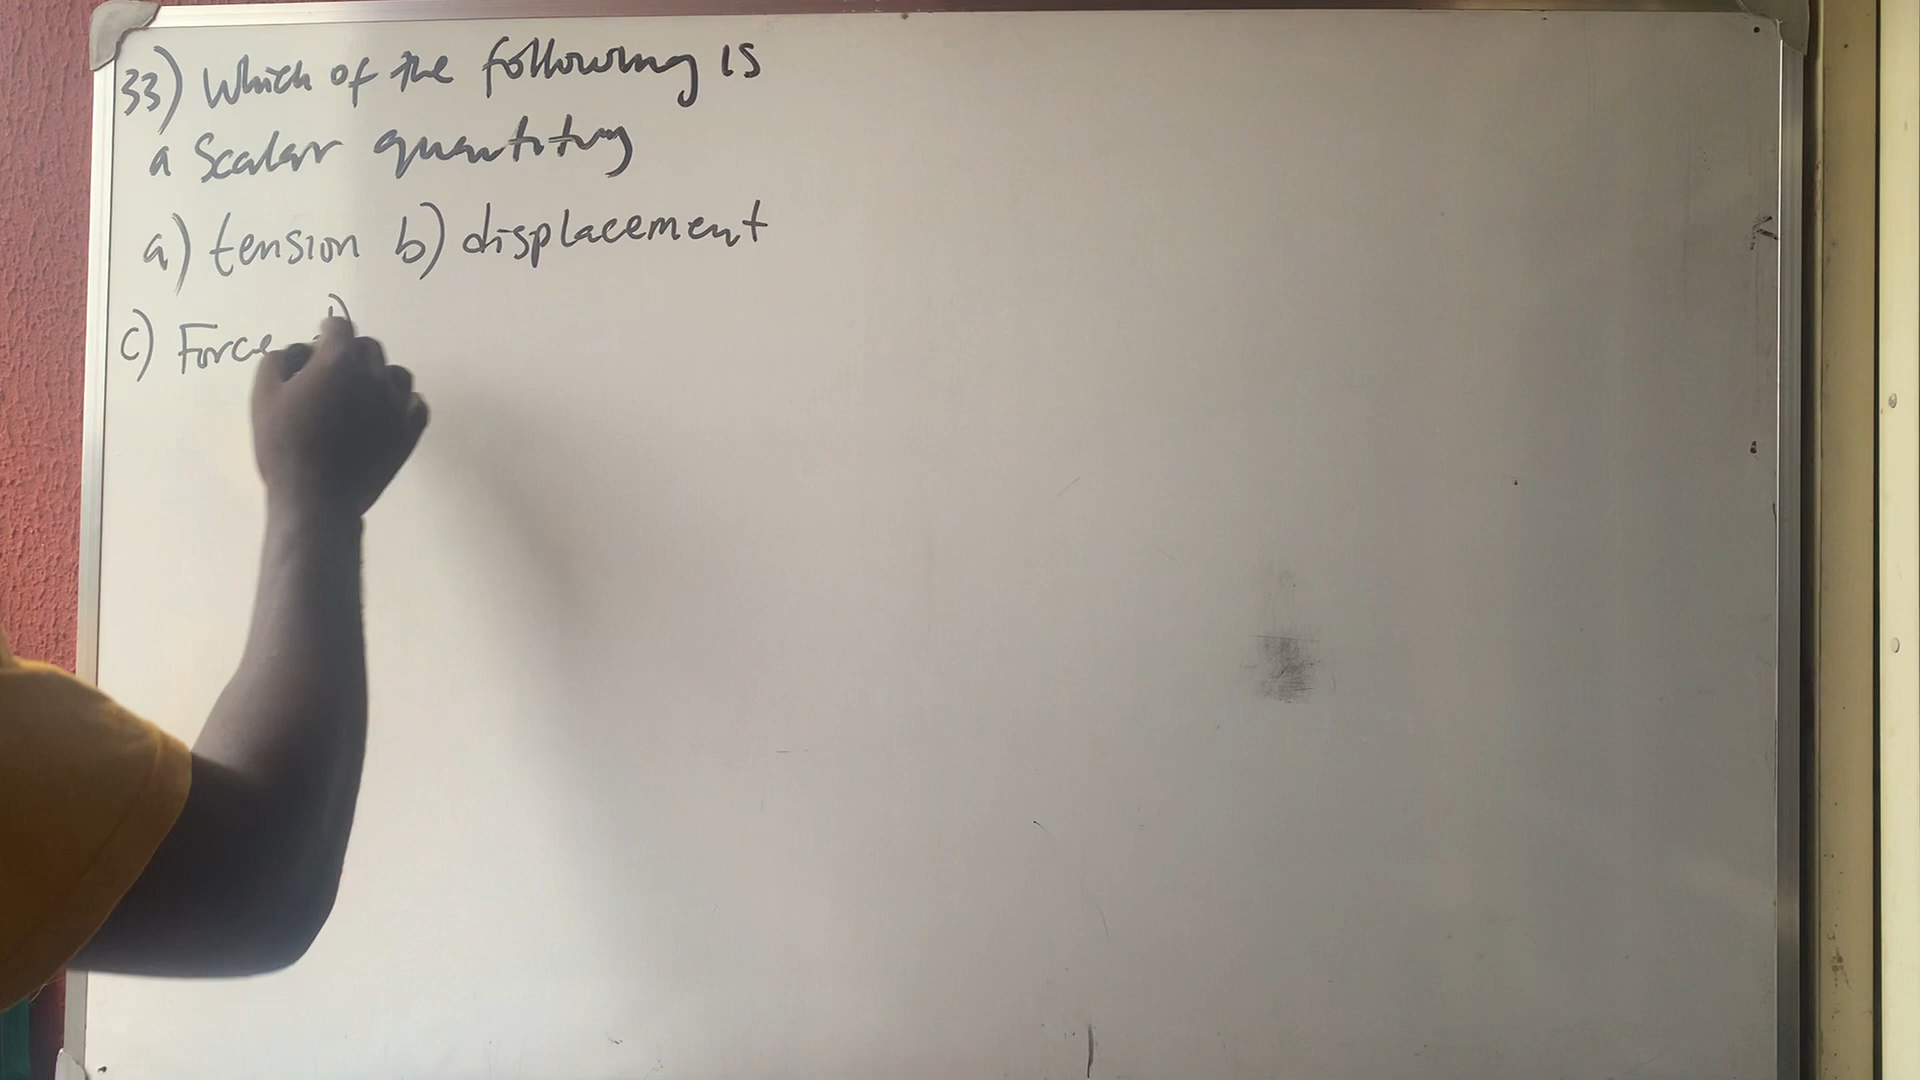 33) Which of the following is
a Scalar quantity
a) tension b) displacement
c) Force